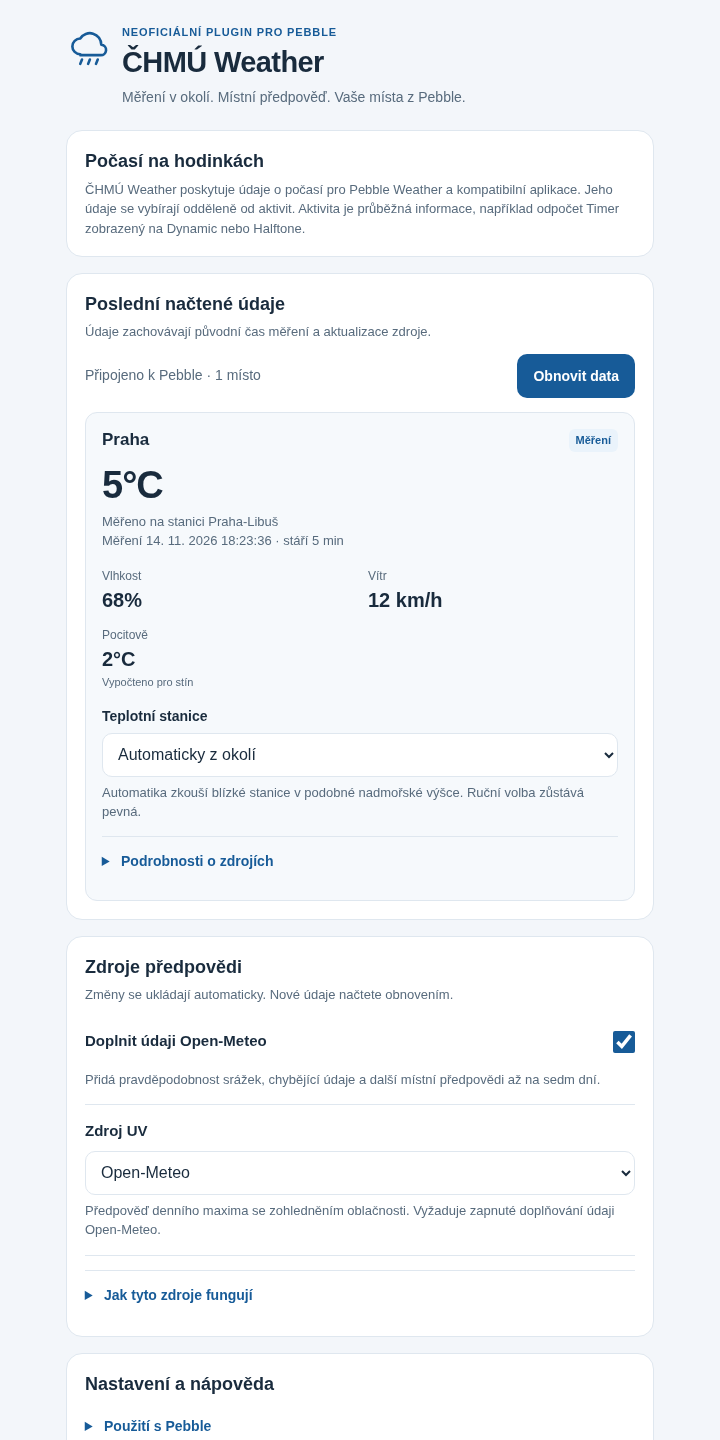 NEOFICIÁLNÍ PLUGIN PRO PEBBLE
ČHMÚ Weather
Měření v okolí. Místní předpověď. Vaše místa z Pebble.
Počasí na hodinkách
ČHMÚ Weather poskytuje údaje o počasí pro Pebble Weather a kompatibilní aplikace. Jeho
údaje se vybírají odděleně od aktivit. Aktivita je průběžná informace, například odpočet Timer
zobrazený na Dynamic nebo Halftone.
Poslední načtené údaje
Údaje zachovávají původní čas měření a aktualizace zdroje.
Připojeno k Pebble · 1 místo
Obnovit data
Praha
Měření
5°C
Měřeno na stanici Praha-Libuš
Měření 14. 11. 2026 18:23:36 · stáří 5 min
Vlhkost
68%
Vítr
12 km/h
Pocitově
2°C
Vypočteno pro stín
Teplotní stanice
Automaticky z okolí
Automatika zkouší blízké stanice v podobné nadmořské výšce. Ruční volba zůstává
pevná.
Podrobnosti o zdrojích
Zdroje předpovědi
Změny se ukládají automaticky. Nové údaje načtete obnovením.
Doplnit údaji Open-Meteo
Přidá pravděpodobnost srážek, chybějící údaje a další místní předpovědi až na sedm dní.
Zdroj UV
Open-Meteo
Předpověď denního maxima se zohledněním oblačnosti. Vyžaduje zapnuté doplňování údaji
Open-Meteo.
Jak tyto zdroje fungují
Nastavení a nápověda
Použití s Pebble